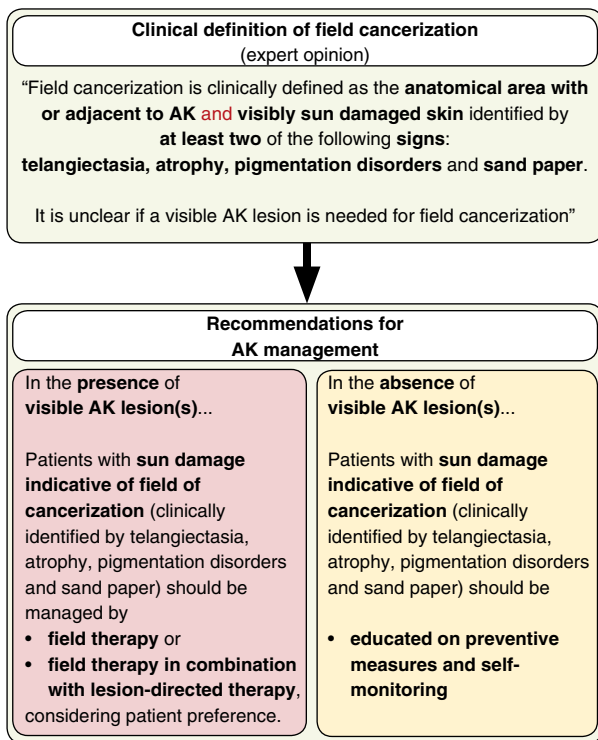 Clinical definition of field cancerization
(expert opinion)
“Field cancerization is clinically defined as the anatomical area with
or adjacent to AK and visibly sun damaged skin identified by
at least two of the following signs:
telangiectasia, atrophy, pigmentation disorders and sand paper.
It is unclear if a visible AK lesion is needed for field cancerization”
Recommendations for
AK management
In the presence of
visible AK lesion(s)...
Patients with sun damage
indicative of field of
cancerization (clinically
identified by telangiectasia,
atrophy, pigmentation disorders
and sand paper) should be
managed by
• field therapy or
• field therapy in combination
with lesion-directed therapy,
considering patient preference.
In the absence of
visible AK lesion(s)...
Patients with sun damage
indicative of field of
cancerization (clinically
identified by telangiectasia,
atrophy, pigmentation disorders
and sand paper) should be
• educated on preventive
measures and self-
monitoring